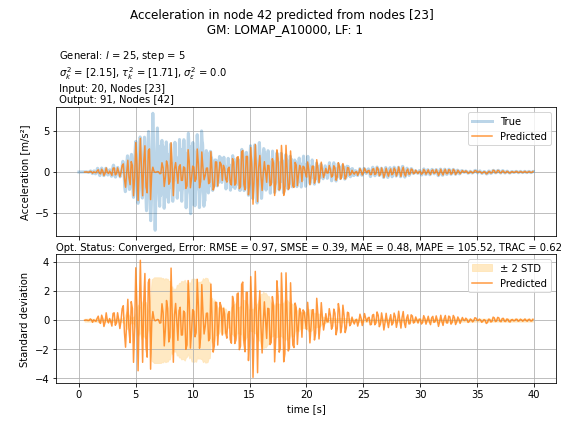 Acceleration in node 42 predicted from nodes [23]
GM: LOMAP_A10000, LF: 1
General: l = 25, step = 5
σ²ₖ = [2.15], τ²ₖ = [1.71], σ²ε = 0.0
Input: 20, Nodes [23]
Output: 91, Nodes [42]
Acceleration [m/s²]
5
0
−5
True
Predicted
Opt. Status: Converged, Error: RMSE = 0.97, SMSE = 0.39, MAE = 0.48, MAPE = 105.52, TRAC = 0.62
Standard deviation
4
2
0
−2
−4
± 2 STD
Predicted
0 5 10 15 20 25 30 35 40
time [s]